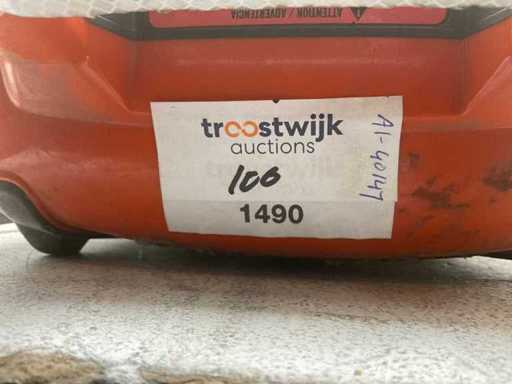 ATTENTION / ADVERTENCIA
troostwijk
auctions
106
1490
A1-40147